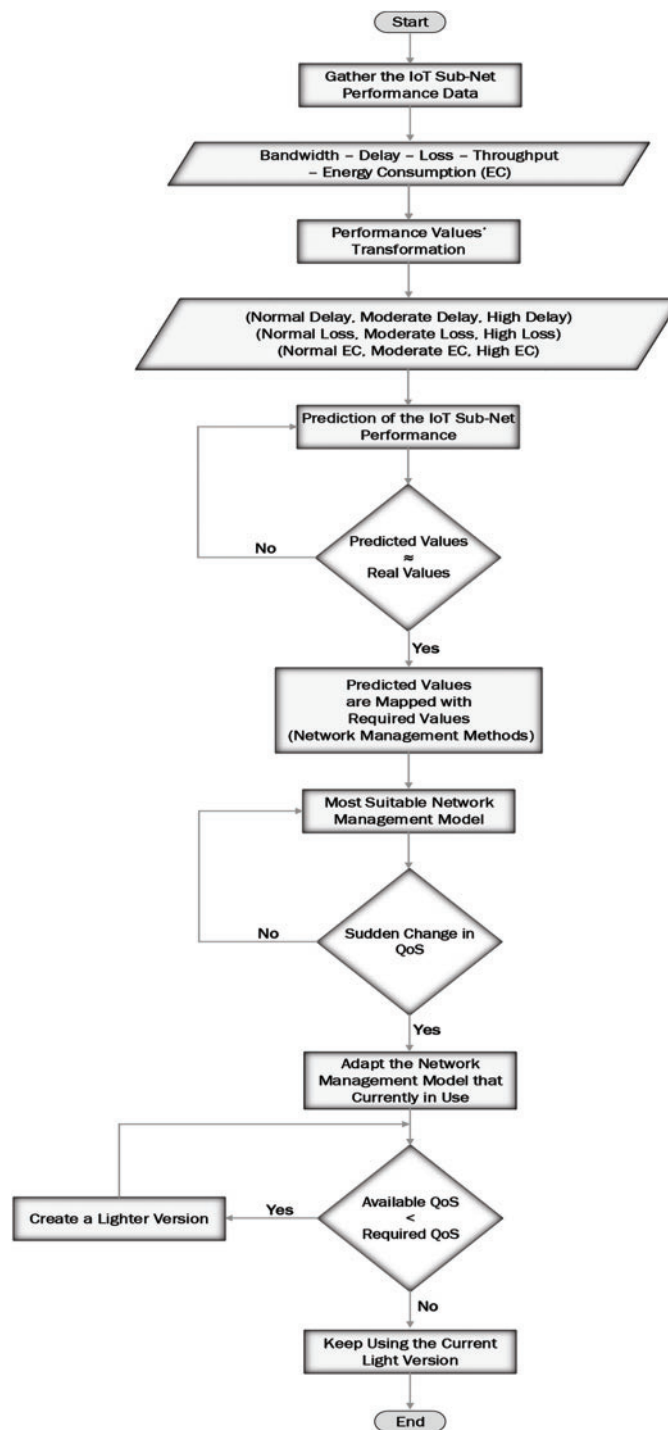 Start
Gather the IoT Sub-Net
Performance Data
Bandwidth – Delay – Loss – Throughput
– Energy Consumption (EC)
Performance Values'
Transformation
(Normal Delay, Moderate Delay, High Delay)
(Normal Loss, Moderate Loss, High Loss)
(Normal EC, Moderate EC, High EC)
Prediction of the IoT Sub-Net
Performance
No
Predicted Values
≈
Real Values
Yes
Predicted Values
are Mapped with
Required Values
(Network Management Methods)
Most Suitable Network
Management Model
No
Sudden Change in
QoS
Yes
Adapt the Network
Management Model that
Currently in Use
Create a Lighter Version
Yes
Available QoS
<
Required QoS
No
Keep Using the Current
Light Version
End